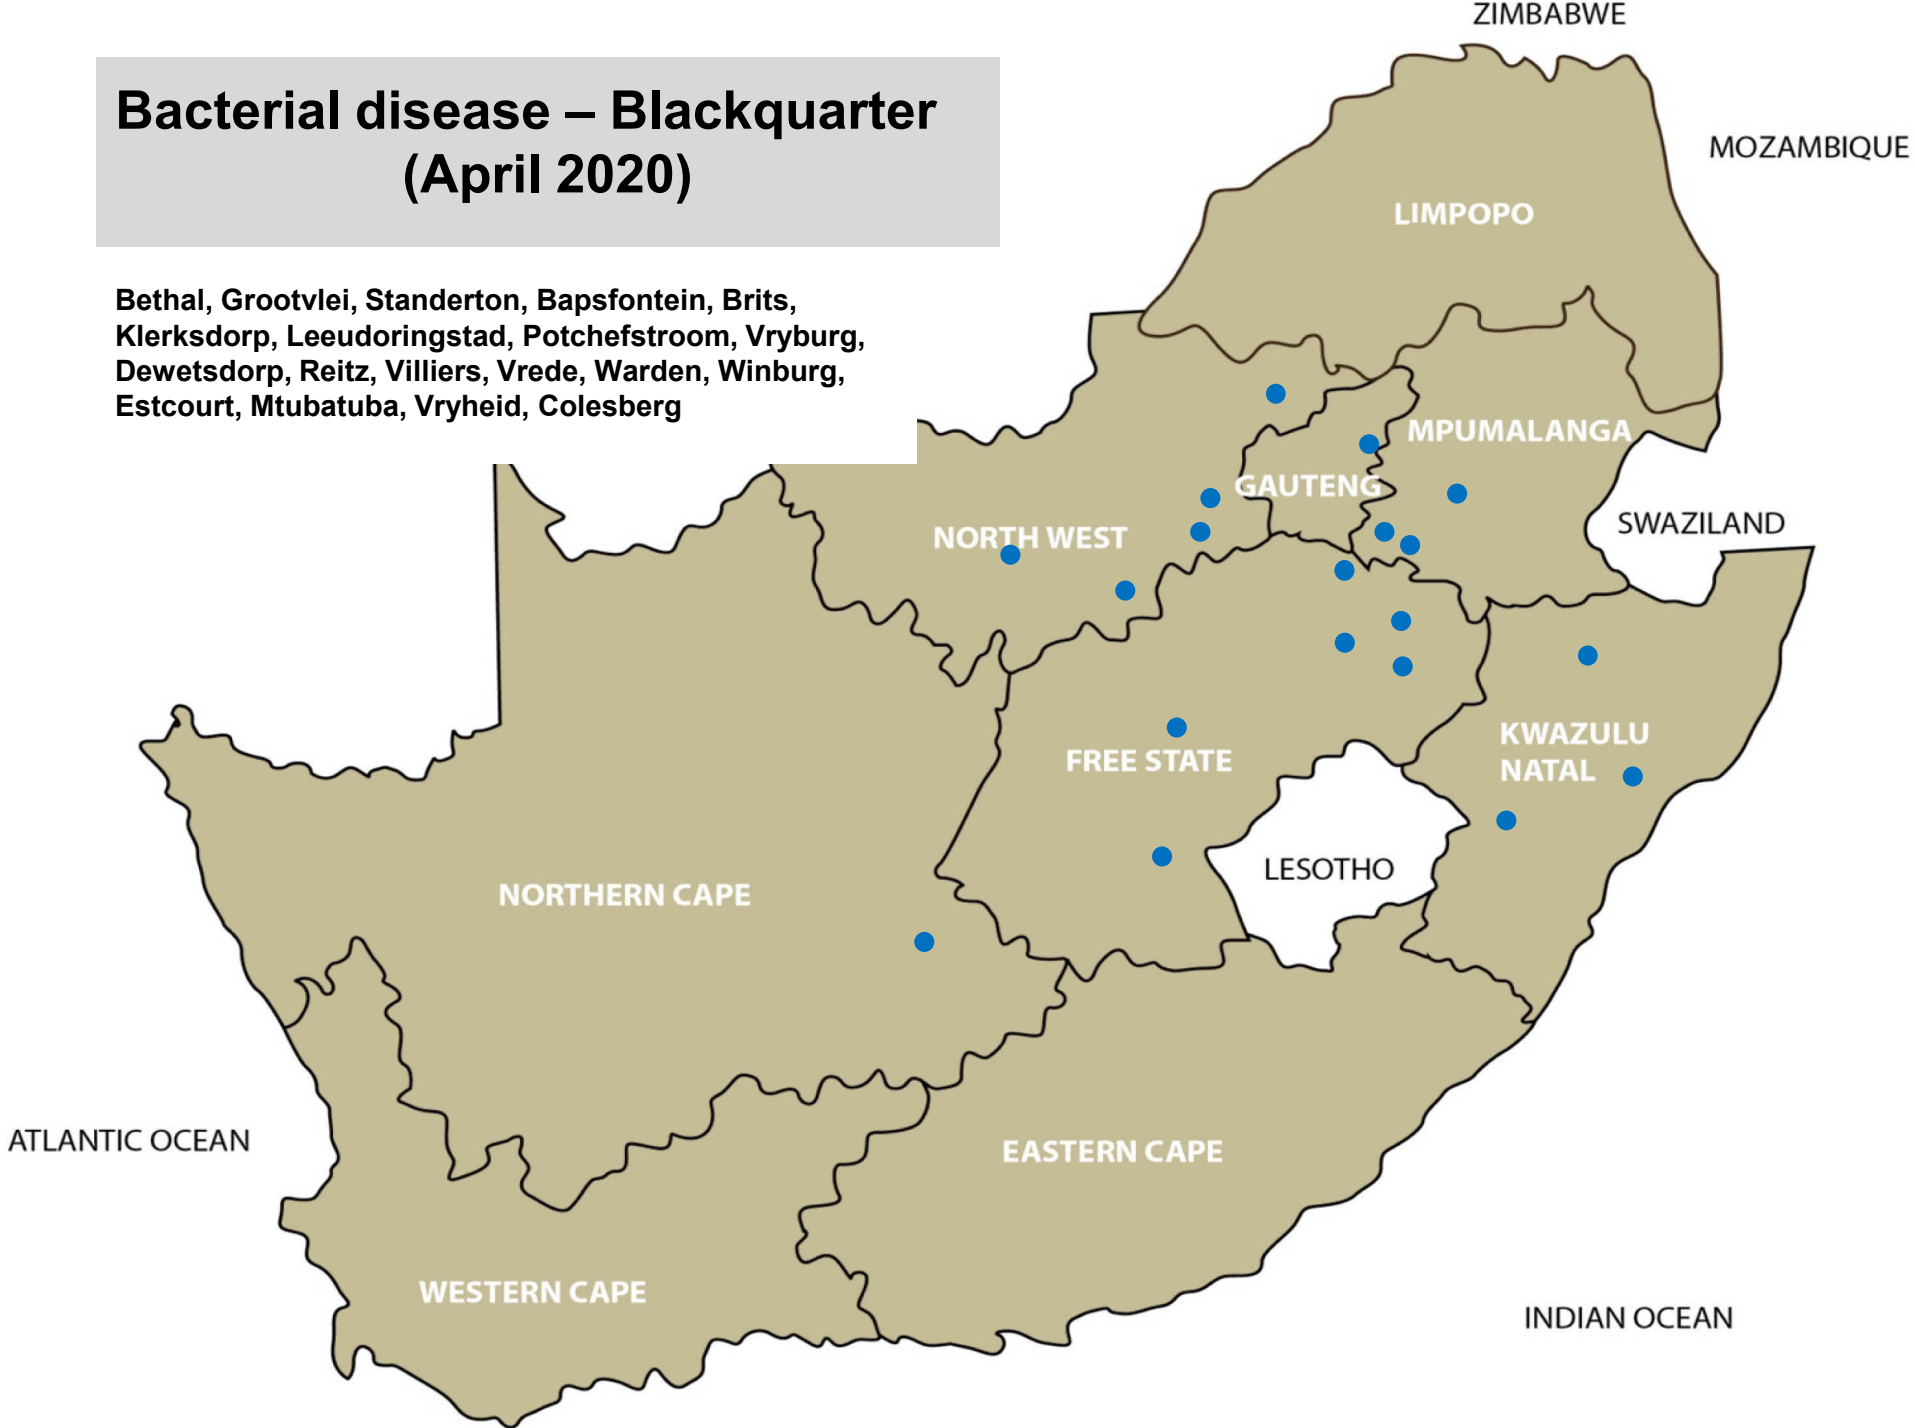 ZIMBABWE
Bacterial disease – Blackquarter
(April 2020)
MOZAMBIQUE
LIMPOPO
Bethal, Grootvlei, Standerton, Bapsfontein, Brits,
Klerksdorp, Leeudoringstad, Potchefstroom, Vryburg,
Dewetsdorp, Reitz, Villiers, Vrede, Warden, Winburg,
Estcourt, Mtubatuba, Vryheid, Colesberg
MPUMALANGA
GAUTENG
SWAZILAND
NORTH WEST
KWAZULU
NATAL
FREE STATE
LESOTHO
NORTHERN CAPE
ATLANTIC OCEAN
EASTERN CAPE
WESTERN CAPE
INDIAN OCEAN